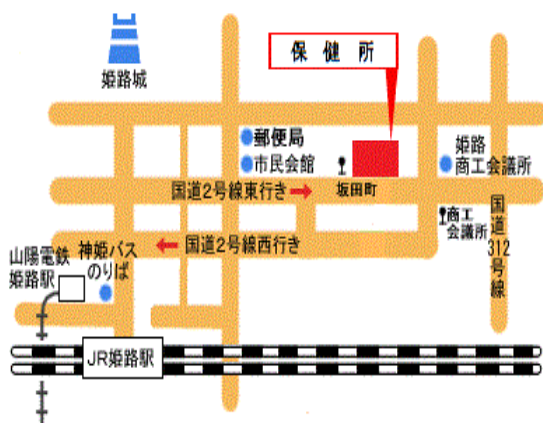 姫路城
保健所
郵便局
市民会館
姫路
商工会議所
坂田町
国道2号線東行き
商工
会議所
国道312号線
国道2号線西行き
山陽電鉄
姫路駅
神姫バス
のりば
JR姫路駅